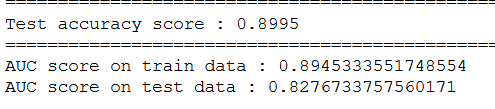 ===============================================
Test accuracy score : 0.8995
===============================================
AUC score on train data : 0.8945333551748554
AUC score on test data : 0.8276733757560171